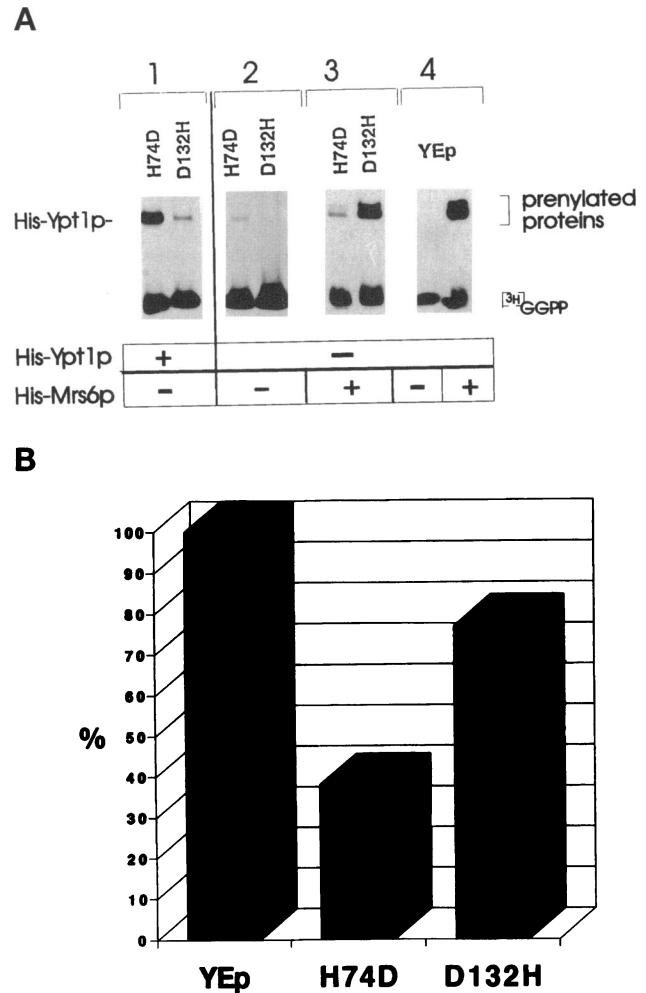 A
1 2 3 4
H74D D132H H74D D132H H74D D132H YEp
His-Ypt1p- prenylated
proteins
[3H]GGPP
His-Ypt1p + −
His-Mrs6p − − + − +
B
100
90
80
70
60
50
%
40
30
20
10
0
YEp H74D D132H